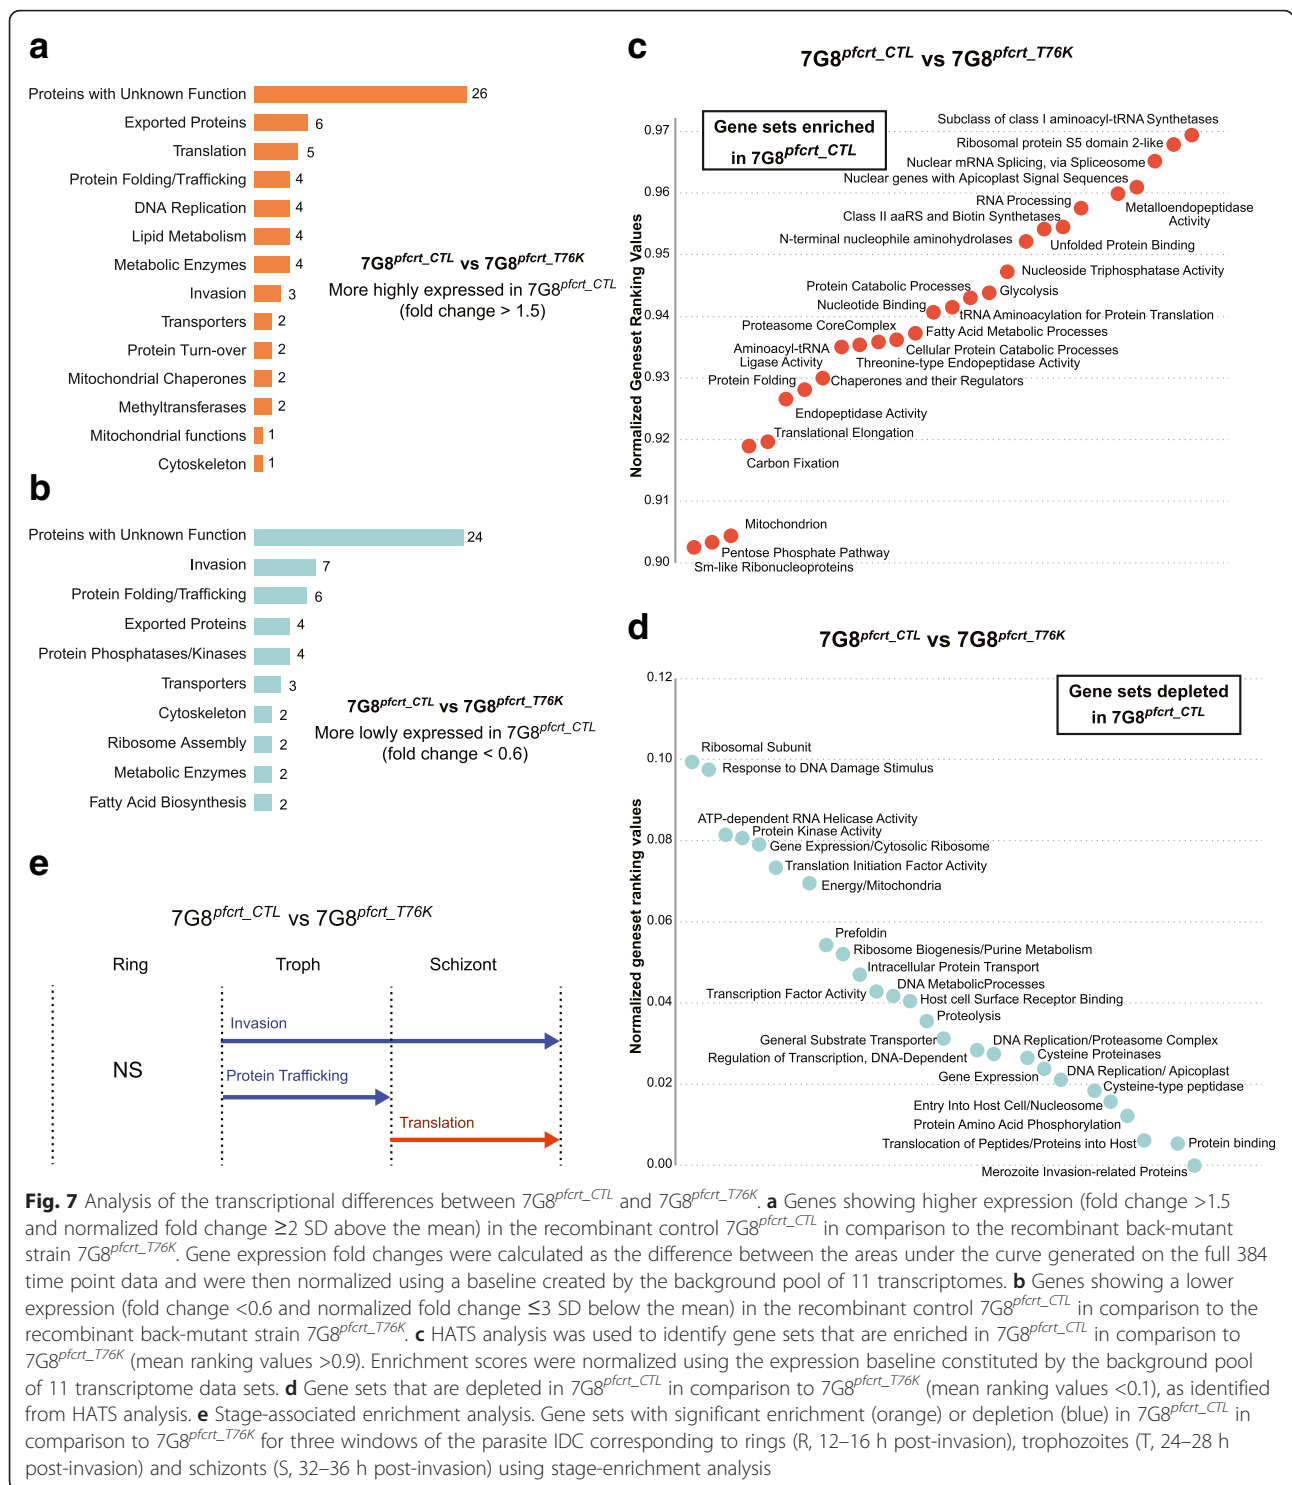 a
Proteins with Unknown Function 26
Exported Proteins 6
Translation 5
Protein Folding/Trafficking 4
DNA Replication 4
Lipid Metabolism 4
Metabolic Enzymes 4
Invasion 3
Transporters 2
Protein Turn-over 2
Mitochondrial Chaperones 2
Methyltransferases 2
Mitochondrial functions 1
Cytoskeleton 1
7G8pfcrt_CTL vs 7G8pfcrt_T76K
More highly expressed in 7G8pfcrt_CTL
(fold change > 1.5)
b
Proteins with Unknown Function 24
Invasion 7
Protein Folding/Trafficking 6
Exported Proteins 4
Protein Phosphatases/Kinases 4
Transporters 3
Cytoskeleton 2
Ribosome Assembly 2
Metabolic Enzymes 2
Fatty Acid Biosynthesis 2
7G8pfcrt_CTL vs 7G8pfcrt_T76K
More lowly expressed in 7G8pfcrt_CTL
(fold change < 0.6)
c
7G8pfcrt_CTL vs 7G8pfcrt_T76K
Gene sets enriched
in 7G8pfcrt_CTL
Normalized Geneset Ranking Values
0.97
0.96
0.95
0.94
0.93
0.92
0.91
0.90
Subclass of class I aminoacyl-tRNA Synthetases
Ribosomal protein S5 domain 2-like
Nuclear mRNA Splicing, via Spliceosome
Nuclear genes with Apicoplast Signal Sequences
RNA Processing
Metalloendopeptidase
Activity
Class II aaRS and Biotin Synthetases
N-terminal nucleophile aminohydrolases
Unfolded Protein Binding
Nucleoside Triphosphatase Activity
Protein Catabolic Processes
Glycolysis
Nucleotide Binding
tRNA Aminoacylation for Protein Translation
Proteasome CoreComplex
Fatty Acid Metabolic Processes
Aminoacyl-tRNA
Ligase Activity
Cellular Protein Catabolic Processes
Threonine-type Endopeptidase Activity
Protein Folding
Chaperones and their Regulators
Endopeptidase Activity
Translational Elongation
Carbon Fixation
Mitochondrion
Pentose Phosphate Pathway
Sm-like Ribonucleoproteins
d
7G8pfcrt_CTL vs 7G8pfcrt_T76K
Gene sets depleted
in 7G8pfcrt_CTL
Normalized geneset ranking values
0.12
0.10
0.08
0.06
0.04
0.02
0.00
Ribosomal Subunit
Response to DNA Damage Stimulus
ATP-dependent RNA Helicase Activity
Protein Kinase Activity
Gene Expression/Cytosolic Ribosome
Translation Initiation Factor Activity
Energy/Mitochondria
Prefoldin
Ribosome Biogenesis/Purine Metabolism
Intracellular Protein Transport
DNA MetabolicProcesses
Transcription Factor Activity
Host cell Surface Receptor Binding
Proteolysis
General Substrate Transporter
DNA Replication/Proteasome Complex
Regulation of Transcription, DNA-Dependent
Cysteine Proteinases
DNA Replication/ Apicoplast
Gene Expression
Cysteine-type peptidase
Entry Into Host Cell/Nucleosome
Protein Amino Acid Phosphorylation
Translocation of Peptides/Proteins into Host
Protein binding
Merozoite Invasion-related Proteins
e
7G8pfcrt_CTL vs 7G8pfcrt_T76K
Ring Troph Schizont
NS
Invasion
Protein Trafficking
Translation
Fig. 7 Analysis of the transcriptional differences between 7G8pfcrt_CTL and 7G8pfcrt_T76K. a Genes showing higher expression (fold change >1.5
and normalized fold change ≥2 SD above the mean) in the recombinant control 7G8pfcrt_CTL in comparison to the recombinant back-mutant
strain 7G8pfcrt_T76K. Gene expression fold changes were calculated as the difference between the areas under the curve generated on the full 384
time point data and were then normalized using a baseline created by the background pool of 11 transcriptomes. b Genes showing a lower
expression (fold change <0.6 and normalized fold change ≤3 SD below the mean) in the recombinant control 7G8pfcrt_CTL in comparison to the
recombinant back-mutant strain 7G8pfcrt_T76K. c HATS analysis was used to identify gene sets that are enriched in 7G8pfcrt_CTL in comparison to
7G8pfcrt_T76K (mean ranking values >0.9). Enrichment scores were normalized using the expression baseline constituted by the background pool
of 11 transcriptome data sets. d Gene sets that are depleted in 7G8pfcrt_CTL in comparison to 7G8pfcrt_T76K (mean ranking values <0.1), as identified
from HATS analysis. e Stage-associated enrichment analysis. Gene sets with significant enrichment (orange) or depletion (blue) in 7G8pfcrt_CTL in
comparison to 7G8pfcrt_T76K for three windows of the parasite IDC corresponding to rings (R, 12–16 h post-invasion), trophozoites (T, 24–28 h
post-invasion) and schizonts (S, 32–36 h post-invasion) using stage-enrichment analysis